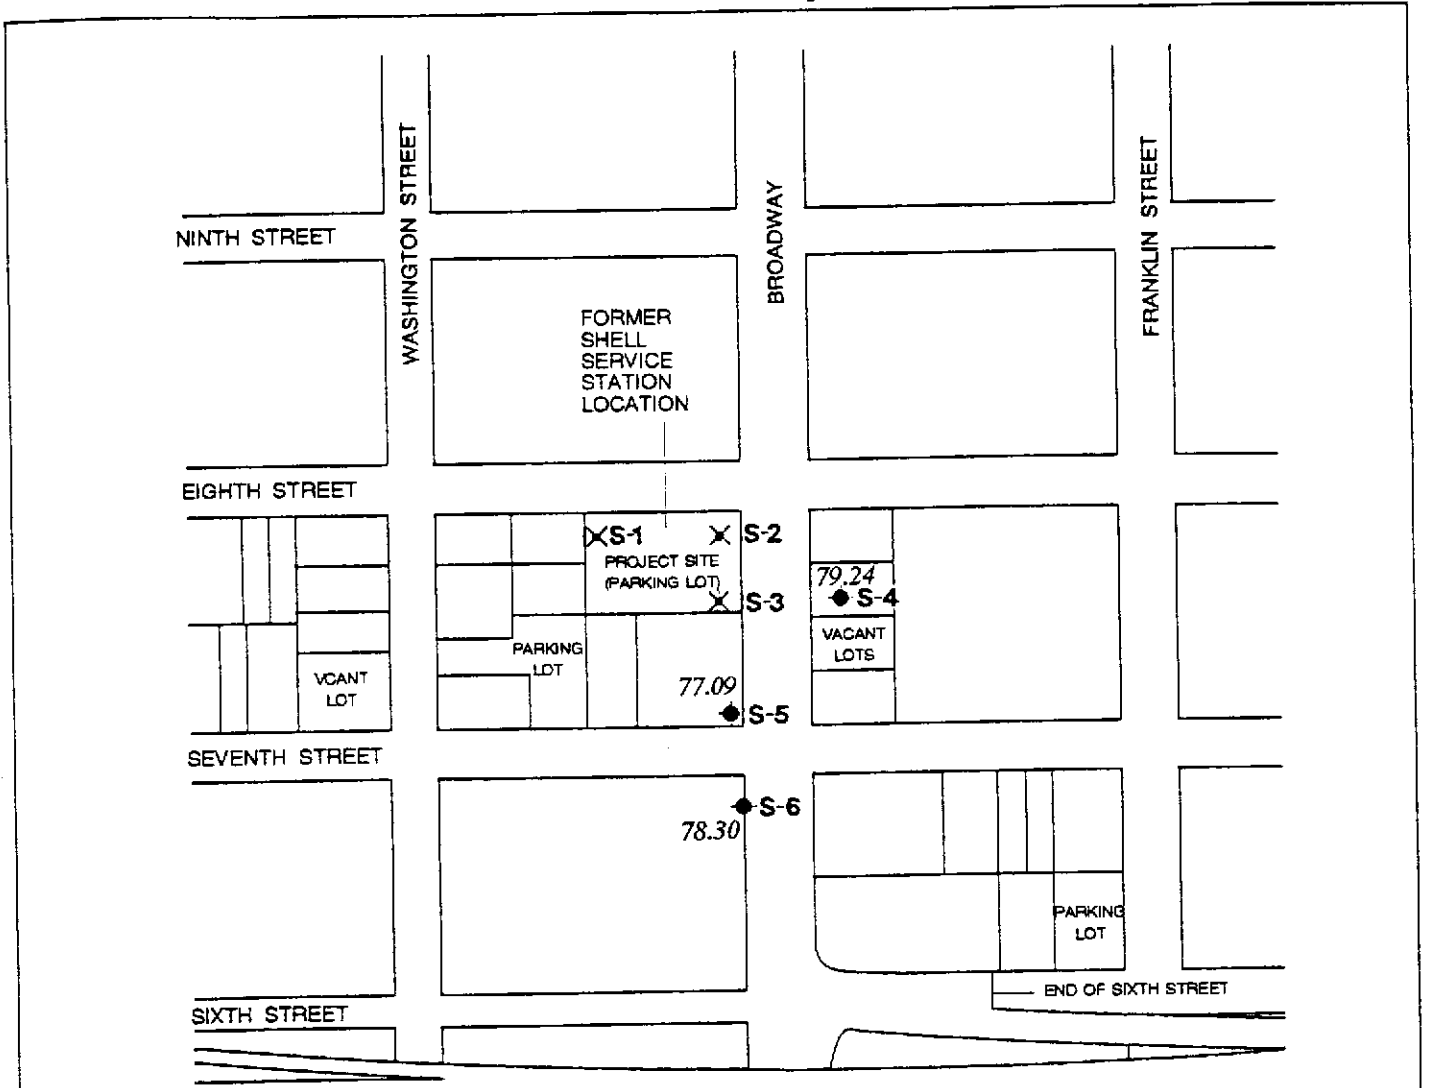 WASHINGTON STREET
BROADWAY
FRANKLIN STREET
NINTH STREET
FORMER
SHELL
SERVICE
STATION
LOCATION
EIGHTH STREET
S-1
S-2
PROJECT SITE
(PARKING LOT)
S-3
79.24
S-4
VACANT
LOTS
PARKING
LOT
VCANT
LOT
77.09
S-5
SEVENTH STREET
S-6
78.30
PARKING
LOT
END OF SIXTH STREET
SIXTH STREET